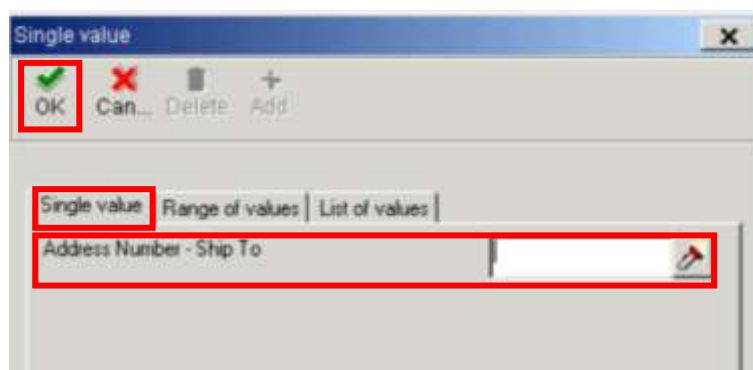 Single value
OK Can... Delete Add
Single value Range of values List of values
Address Number - Ship To